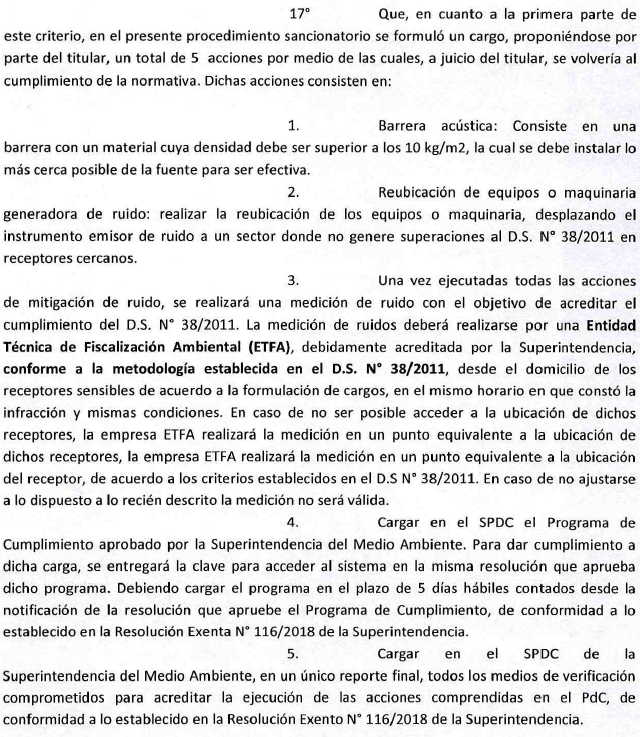 17° Que, en cuanto a la primera parte de
este criterio, en el presente procedimiento sancionatorio se formuló un cargo, proponiéndose por
parte del titular, un total de 5 acciones por medio de las cuales, a juicio del titular, se volvería al
cumplimiento de la normativa. Dichas acciones consisten en:
1. Barrera acústica: Consiste en una
barrera con un material cuya densidad debe ser superior a los 10 kg/m2, la cual se debe instalar lo
más cerca posible de la fuente para ser efectiva.
2. Reubicación de equipos o maquinaria
generadora de ruido: realizar la reubicación de los equipos o maquinaria, desplazando el
instrumento emisor de ruido a un sector donde no genere superaciones al D.S. N° 38/2011 en
receptores cercanos.
3. Una vez ejecutadas todas las acciones
de mitigación de ruido, se realizará una medición de ruido con el objetivo de acreditar el
cumplimiento del D.S. N° 38/2011. La medición de ruidos deberá realizarse por una Entidad
Técnica de Fiscalización Ambiental (ETFA), debidamente acreditada por la Superintendencia,
conforme a la metodología establecida en el D.S. N° 38/2011, desde el domicilio de los
receptores sensibles de acuerdo a la formulación de cargos, en el mismo horario en que constó la
infracción y mismas condiciones. En caso de no ser posible acceder a la ubicación de dichos
receptores, la empresa ETFA realizará la medición en un punto equivalente a la ubicación de
dichos receptores, la empresa ETFA realizará la medición en un punto equivalente a la ubicación
del receptor, de acuerdo a los criterios establecidos en el D.S N° 38/2011. En caso de no ajustarse
a lo dispuesto a lo recién descrito la medición no será válida.
4. Cargar en el SPDC el Programa de
Cumplimiento aprobado por la Superintendencia del Medio Ambiente. Para dar cumplimiento a
dicha carga, se entregará la clave para acceder al sistema en la misma resolución que aprueba
dicho programa. Debiendo cargar el programa en el plazo de 5 días hábiles contados desde la
notificación de la resolución que apruebe el Programa de Cumplimiento, de conformidad a lo
establecido en la Resolución Exenta N° 116/2018 de la Superintendencia.
5. Cargar en el SPDC de la
Superintendencia del Medio Ambiente, en un único reporte final, todos los medios de verificación
comprometidos para acreditar la ejecución de las acciones comprendidas en el PdC, de
conformidad a lo establecido en la Resolución Exento N° 116/2018 de la Superintendencia.